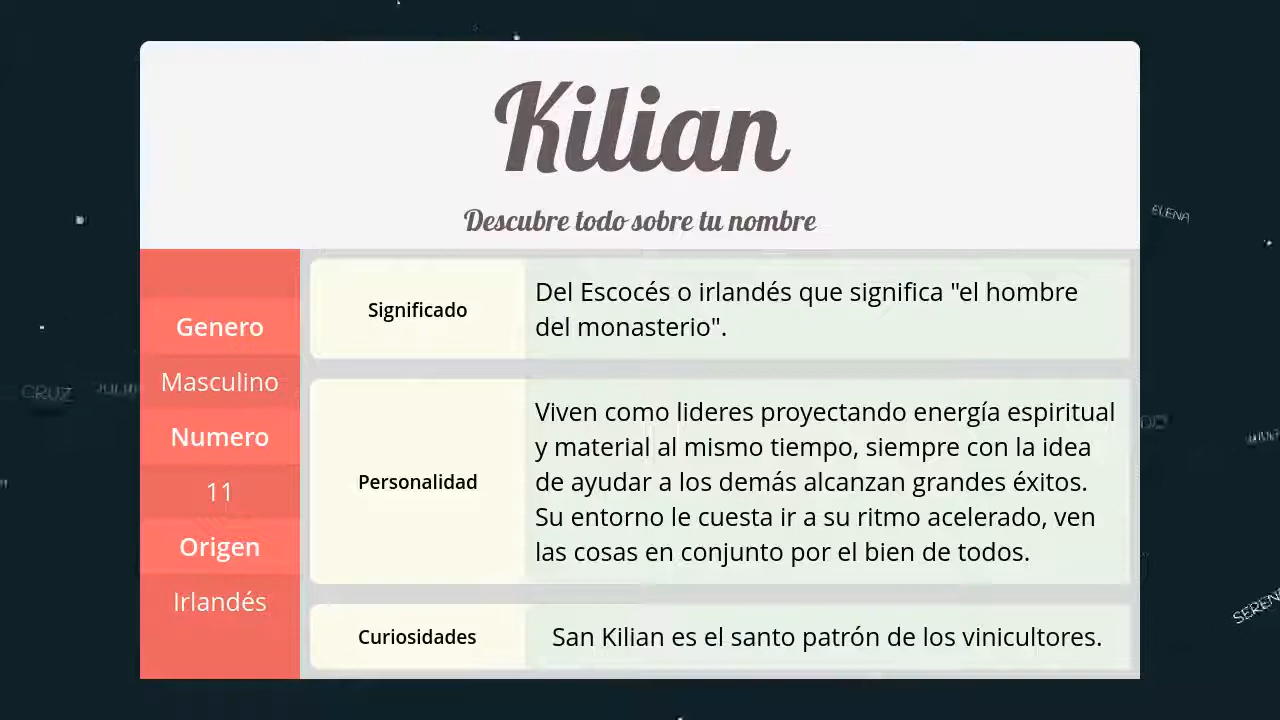 Kilian
Descubre todo sobre tu nombre
Genero
Masculino
Numero
11
Origen
Irlandés
Significado
Del Escocés o irlandés que significa "el hombre
del monasterio".
Personalidad
Viven como lideres proyectando energía espiritual
y material al mismo tiempo, siempre con la idea
de ayudar a los demás alcanzan grandes éxitos.
Su entorno le cuesta ir a su ritmo acelerado, ven
las cosas en conjunto por el bien de todos.
Curiosidades
San Kilian es el santo patrón de los vinicultores.
ELENA
CRUZ